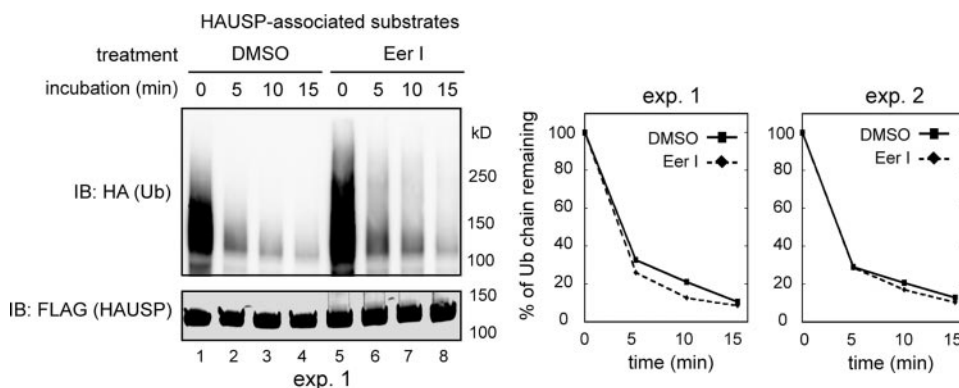 HAUSP-associated substrates
treatment DMSO Eer I
incubation (min) 0 5 10 15 0 5 10 15
kD
IB: HA (Ub)
250
150
100
IB: FLAG (HAUSP)
150
100
1 2 3 4 5 6 7 8
exp. 1
exp. 1
% of Ub chain remaining
100
80
60
40
20
0
DMSO
Eer I
0 5 10 15
time (min)
exp. 2
100
80
60
40
20
0
DMSO
Eer I
0 5 10 15
time (min)